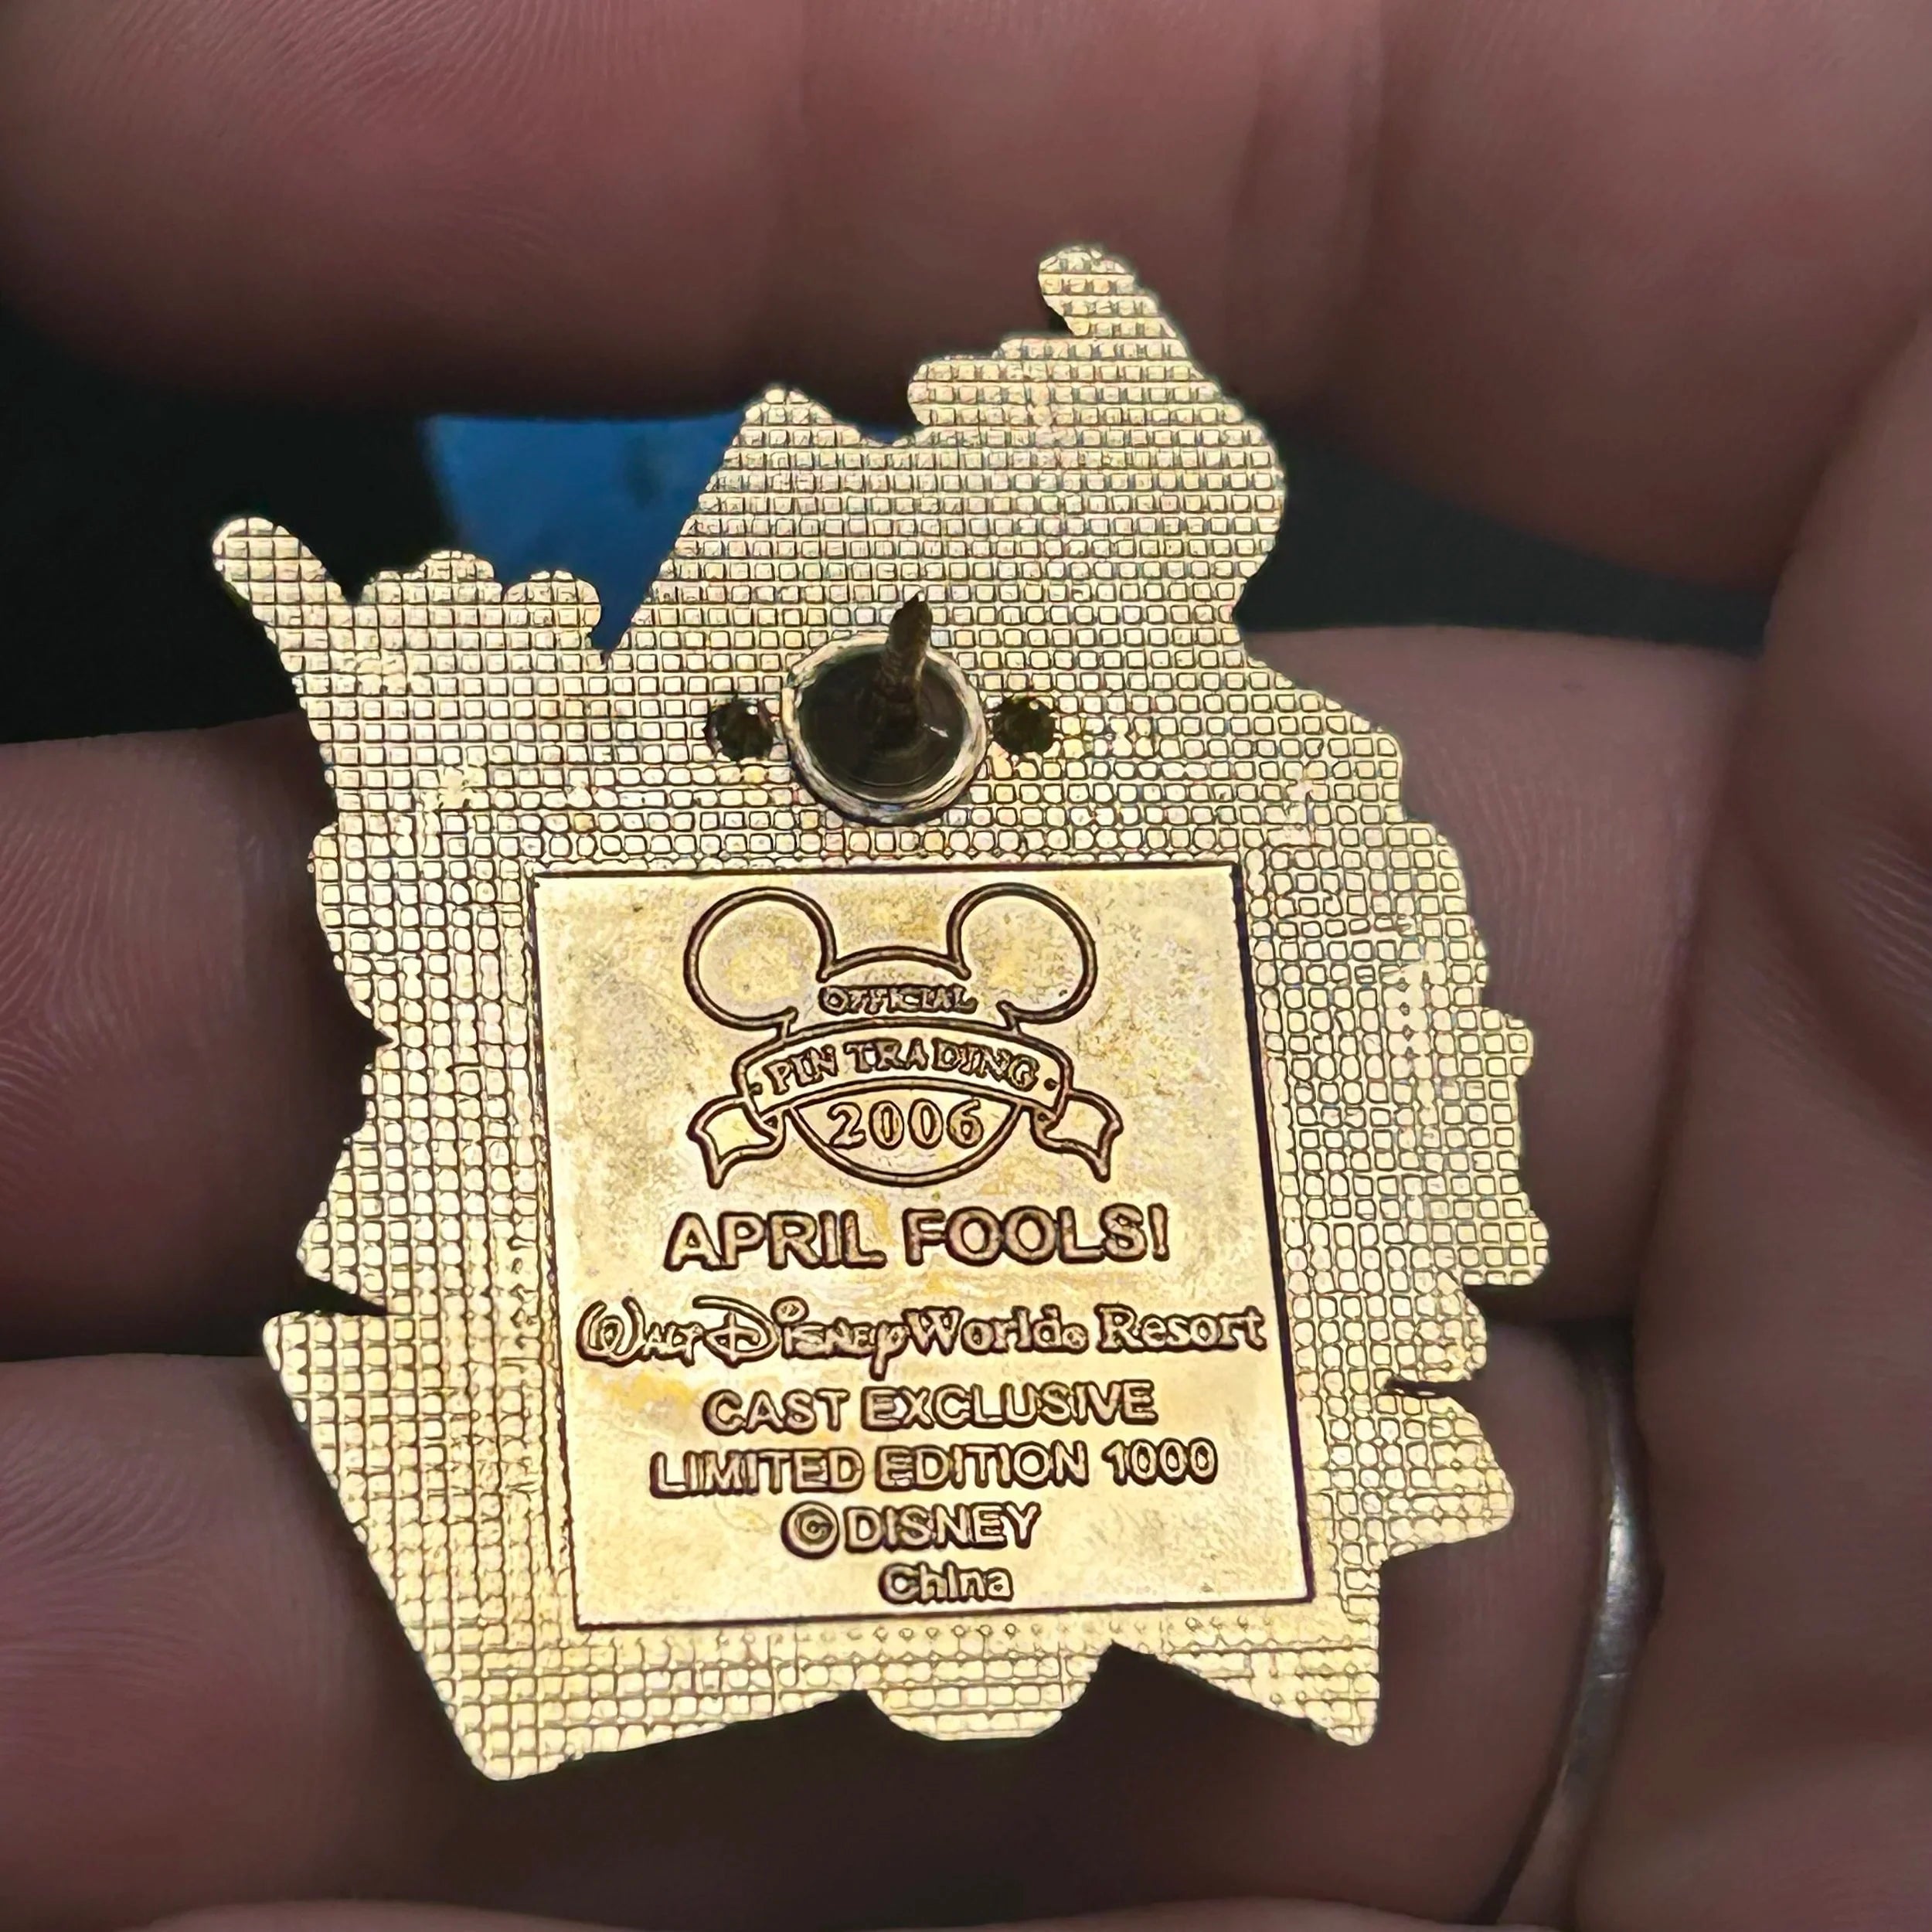 OFFICIAL
PIN TRADING
2006
APRIL FOOLS!
Walt Disney World® Resort
CAST EXCLUSIVE
LIMITED EDITION 1000
©DISNEY
China